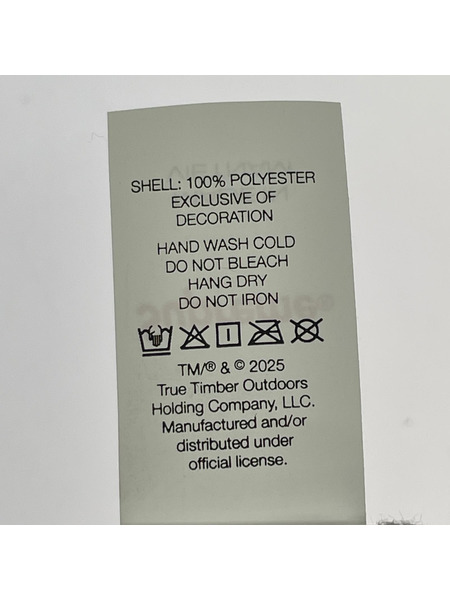 SHELL: 100% POLYESTER
EXCLUSIVE OF
DECORATION
HAND WASH COLD
DO NOT BLEACH
HANG DRY
DO NOT IRON
TM/® & © 2025
True Timber Outdoors
Holding Company, LLC.
Manufactured and/or
distributed under
official license.